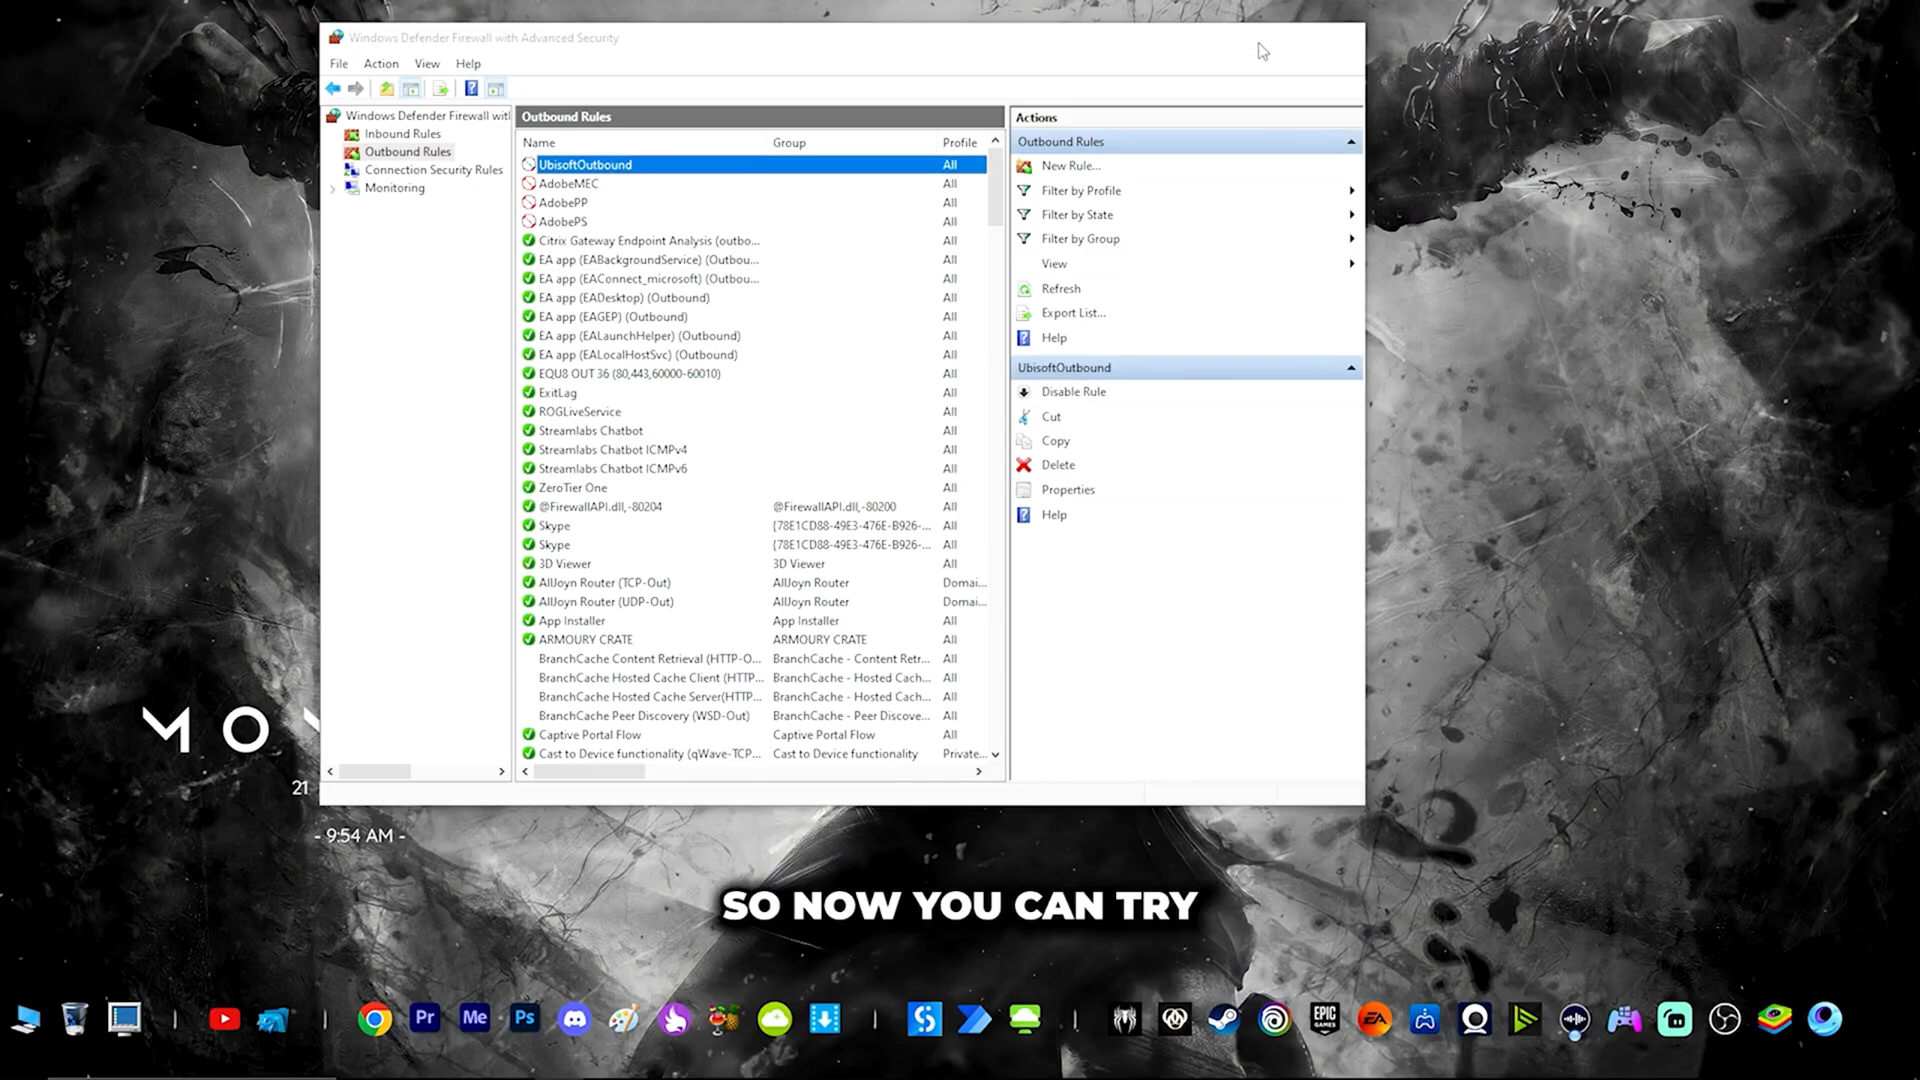 Windows Defender Firewall with Advanced Security
File Action View Help
Windows Defender Firewall wit
Inbound Rules
Outbound Rules
Connection Security Rules
Monitoring
Outbound Rules
Name Group Profile
UbisoftOutbound All
AdobeMEC All
AdobePP All
AdobePS All
Citrix Gateway Endpoint Analysis (outbo... All
EA app (EABackgroundService) (Outbou... All
EA app (EAConnect_microsoft) (Outbou... All
EA app (EADesktop) (Outbound) All
EA app (EAGEP) (Outbound) All
EA app (EALaunchHelper) (Outbound) All
EA app (EALocalHostSvc) (Outbound) All
EQU8 OUT 36 (80,443,60000-60010) All
ExitLag All
ROGLiveService All
Streamlabs Chatbot All
Streamlabs Chatbot ICMPv4 All
Streamlabs Chatbot ICMPv6 All
ZeroTier One All
@FirewallAPI.dll,-80204 @FirewallAPI.dll,-80200 All
Skype {78E1CD88-49E3-476E-B926-... All
Skype {78E1CD88-49E3-476E-B926-... All
3D Viewer 3D Viewer All
AllJoyn Router (TCP-Out) AllJoyn Router Domai...
AllJoyn Router (UDP-Out) AllJoyn Router Domai...
App Installer App Installer All
ARMOURY CRATE ARMOURY CRATE All
BranchCache Content Retrieval (HTTP-O... BranchCache - Content Retr... All
BranchCache Hosted Cache Client (HTTP... BranchCache - Hosted Cach... All
BranchCache Hosted Cache Server(HTTP... BranchCache - Hosted Cach... All
BranchCache Peer Discovery (WSD-Out) BranchCache - Peer Discove... All
Captive Portal Flow Captive Portal Flow All
Cast to Device functionality (qWave-TCP... Cast to Device functionality Private...
Actions
Outbound Rules
New Rule...
Filter by Profile
Filter by State
Filter by Group
View
Refresh
Export List...
Help
UbisoftOutbound
Disable Rule
Cut
Copy
Delete
Properties
Help
MO
21
- 9:54 AM -
SO NOW YOU CAN TRY
Pr Me Ps
EPIC GAMES
EA